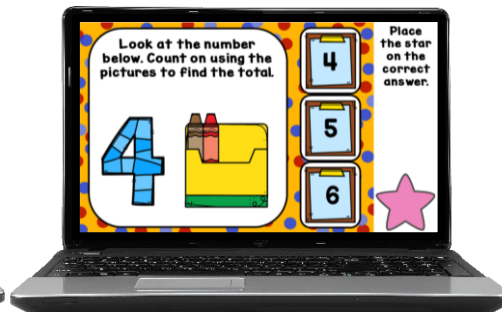 Look at the number
below. Count on using the
pictures to find the total.
4
4
5
6
Place
the star
on the
correct
answer.